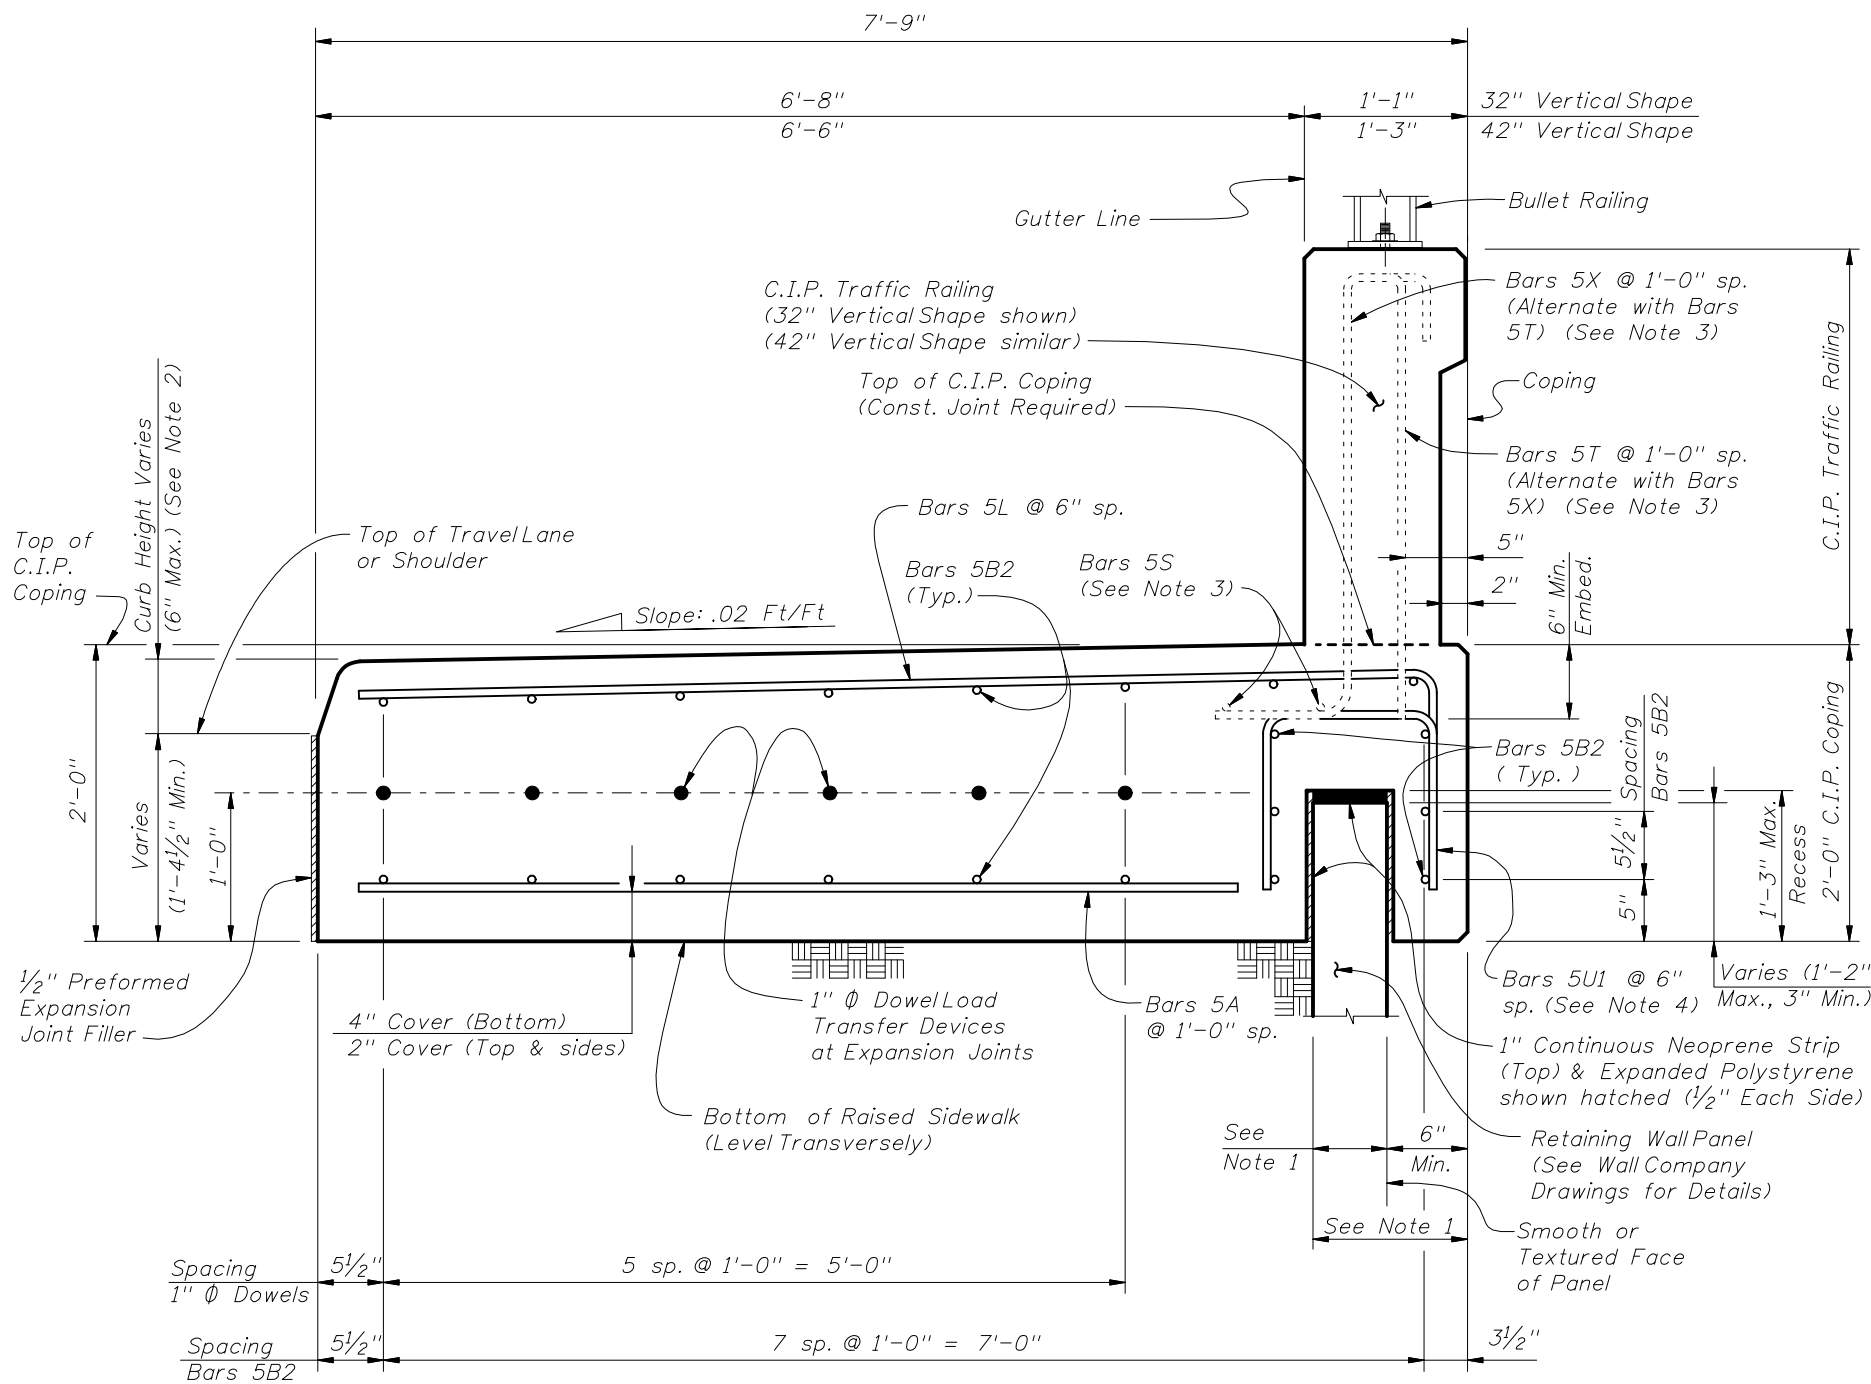 7'-9"
6'-8"
6'-6"
1'-1"
1'-3"
32" Vertical Shape
42" Vertical Shape
Gutter Line
Bullet Railing
C.I.P. Traffic Railing
(32" Vertical Shape shown)
(42" Vertical Shape similar)
Bars 5X @ 1'-0" sp.
(Alternate with Bars
5T) (See Note 3)
Top of C.I.P. Coping
(Const. Joint Required)
Coping
C.I.P. Traffic Railing
Curb Height Varies
(6" Max.) (See Note 2)
Bars 5T @ 1'-0" sp.
(Alternate with Bars
5X) (See Note 3)
Top of
C.I.P.
Coping
Top of Travel Lane
or Shoulder
Bars 5L @ 6" sp.
Bars 5B2
(Typ.)
Bars 5S
(See Note 3)
5"
2"
6" Min.
Embed.
Slope: .02 Ft/Ft
2'-0"
Varies
(1'-4½" Min.)
1'-0"
Bars 5B2
( Typ. )
Spacing
Bars 5B2
5½"
5"
1'-3" Max.
Recess
2'-0" C.I.P. Coping
½" Preformed
Expansion
Joint Filler
4" Cover (Bottom)
2" Cover (Top & sides)
1" ϕ Dowel Load
Transfer Devices
at Expansion Joints
Bars 5A
@ 1'-0" sp.
Bars 5U1 @ 6"
sp. (See Note 4)
Varies (1'-2"
Max., 3" Min.)
1" Continuous Neoprene Strip
(Top) & Expanded Polystyrene
shown hatched (½" Each Side)
Bottom of Raised Sidewalk
(Level Transversely)
See
Note 1
6"
Min.
Retaining Wall Panel
(See Wall Company
Drawings for Details)
See Note 1
Smooth or
Textured Face
of Panel
Spacing
1" ϕ Dowels
5½"
5 sp. @ 1'-0" = 5'-0"
Spacing
Bars 5B2
5½"
7 sp. @ 1'-0" = 7'-0"
3½"